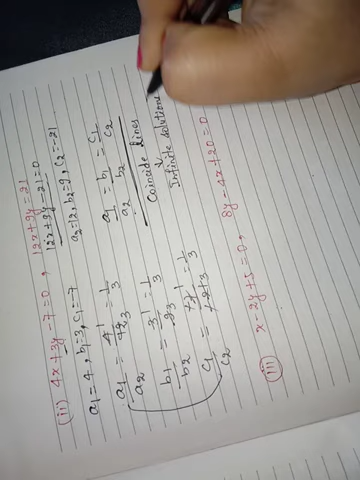 (ii) 4x+3y-7=0, 12x+9y=21
12x+9y-21=0
a₁=4, b₁=3, c₁=-7
a₂=12, b₂=9, c₂=-21
a₁/a₂ = 4/12 = 1/3
b₁/b₂ = 3/9 = 1/3
c₁/c₂ = -7/-21 = 1/3
a₁/a₂ = b₁/b₂ = c₁/c₂
Coincide lines
&
Infinite solutions
(iii) x-2y+5=0, 8y-4x+20=0